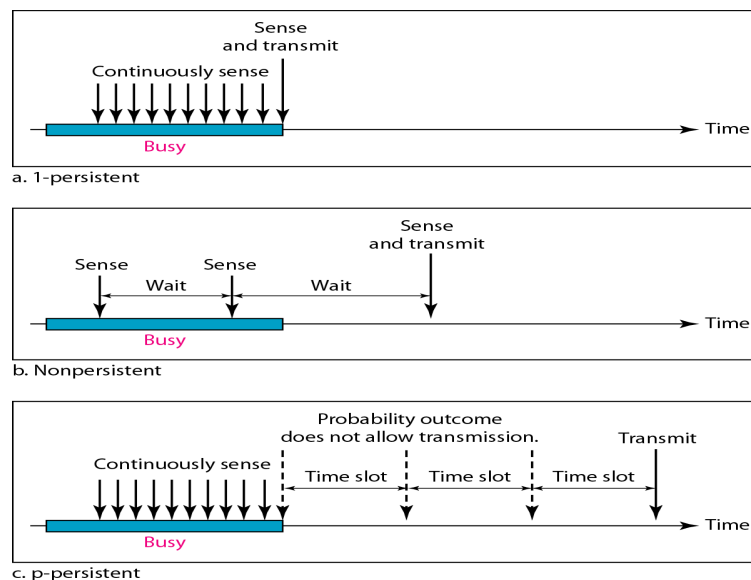 Sense
and transmit
Continuously sense
Time
Busy
a. 1-persistent
Sense
and transmit
Sense
Sense
Wait
Wait
Time
Busy
b. Nonpersistent
Probability outcome
does not allow transmission.
Transmit
Continuously sense
Time slot
Time slot
Time slot
Time
Busy
c. p-persistent